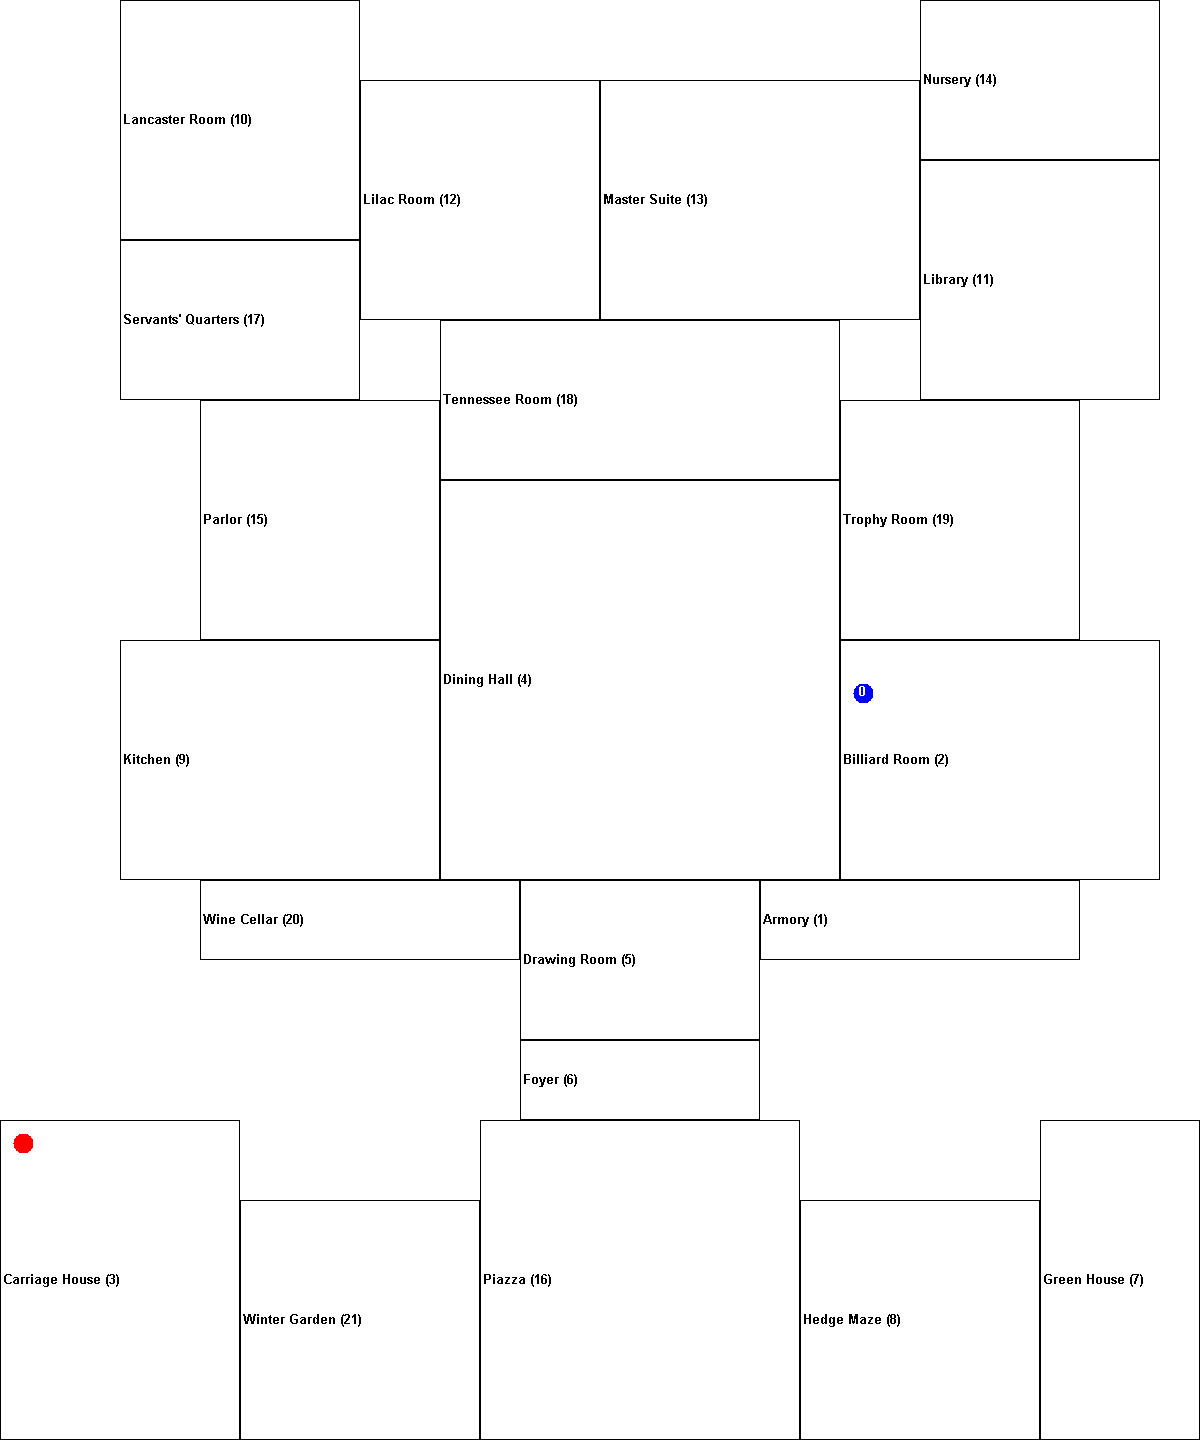 Nursery (14)
Lancaster Room (10)
Lilac Room (12)
Master Suite (13)
Library (11)
Servants' Quarters (17)
Tennessee Room (18)
Parlor (15)
Trophy Room (19)
Dining Hall (4)
0
Kitchen (9)
Billiard Room (2)
Wine Cellar (20)
Armory (1)
Drawing Room (5)
Foyer (6)
Carriage House (3)
Piazza (16)
Green House (7)
Winter Garden (21)
Hedge Maze (8)